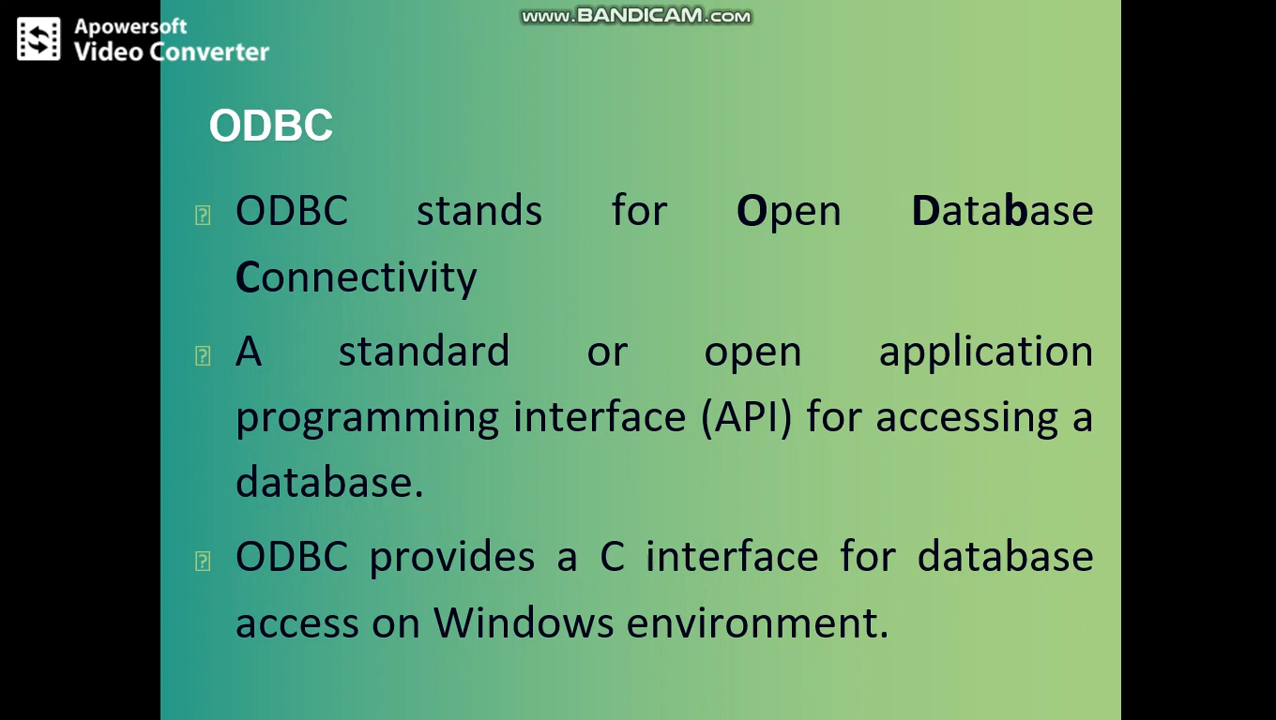 Apowersoft
Video Converter
www.BANDICAM.com
ODBC
ODBC stands for Open Database
Connectivity
A standard or open application
programming interface (API) for accessing a
database.
ODBC provides a C interface for database
access on Windows environment.